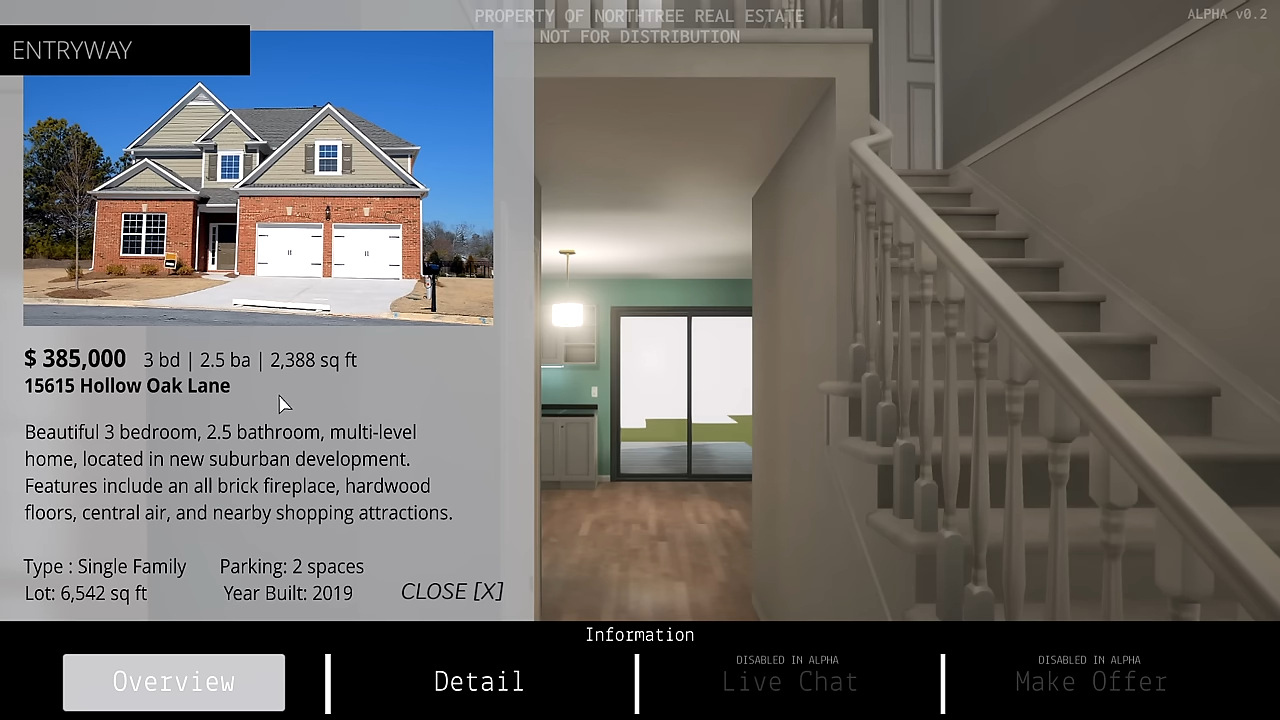 PROPERTY OF NORTHTREE REAL ESTATE
NOT FOR DISTRIBUTION
ALPHA v0.2
ENTRYWAY
$ 385,000 3 bd | 2.5 ba | 2,388 sq ft
15615 Hollow Oak Lane
Beautiful 3 bedroom, 2.5 bathroom, multi-level
home, located in new suburban development.
Features include an all brick fireplace, hardwood
floors, central air, and nearby shopping attractions.
Type : Single Family Parking: 2 spaces
Lot: 6,542 sq ft Year Built: 2019
CLOSE [X]
Information
Overview
Detail
DISABLED IN ALPHA
Live Chat
DISABLED IN ALPHA
Make Offer